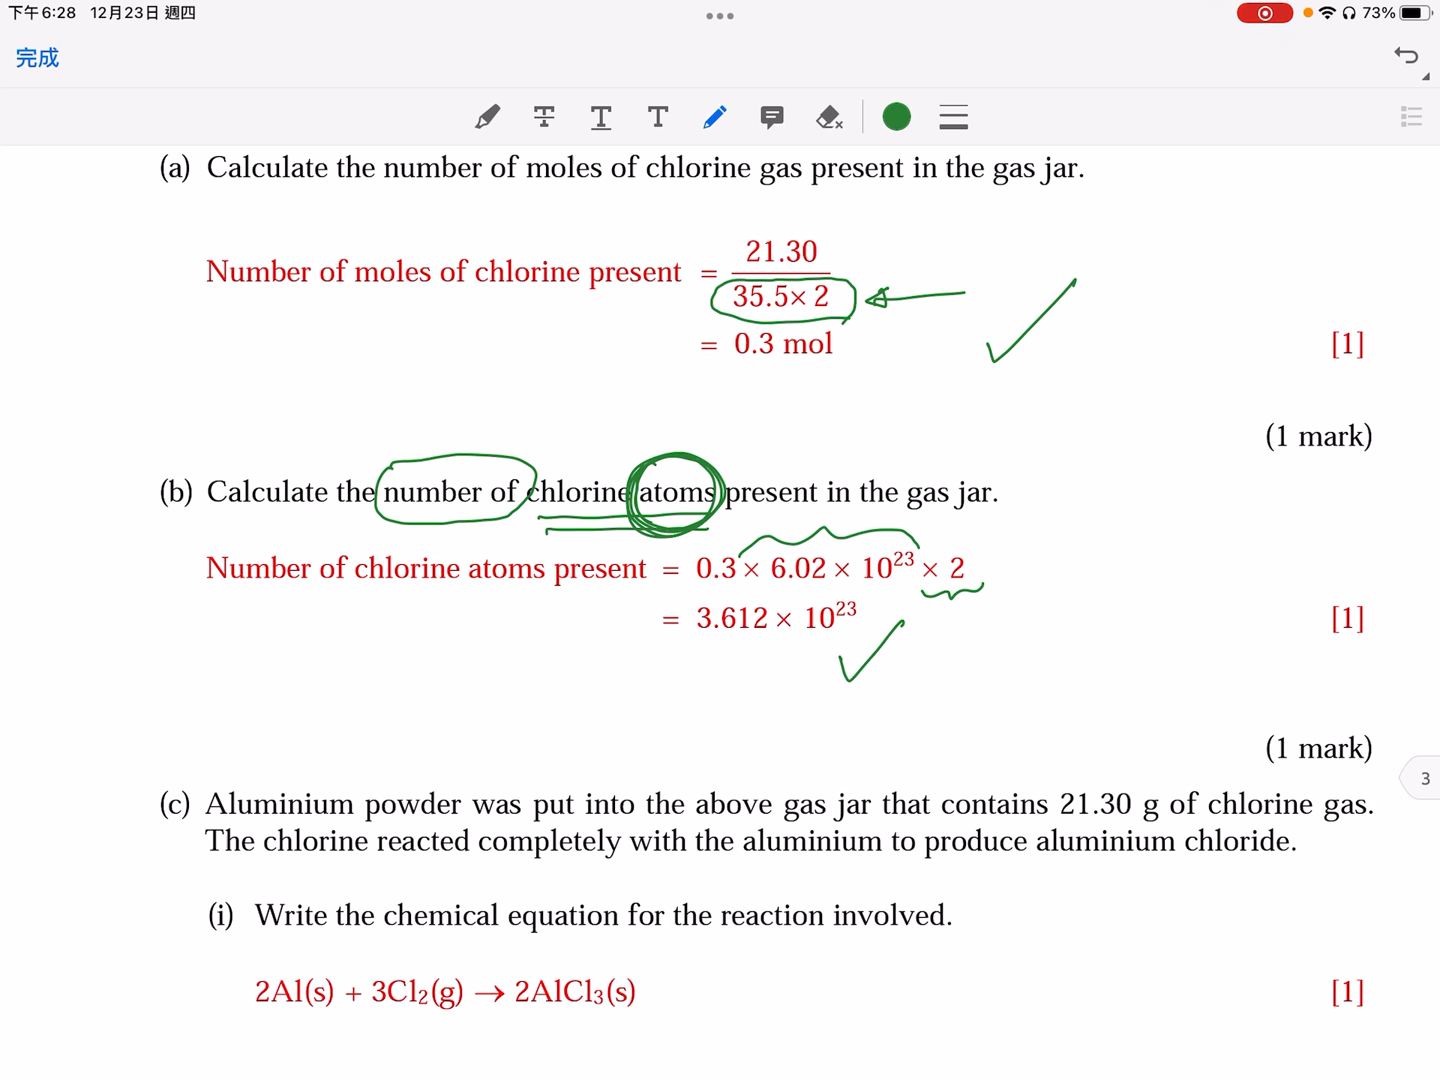 下午6:28 12月23日 週四
73%
完成
(a) Calculate the number of moles of chlorine gas present in the gas jar.
Number of moles of chlorine present = 21.30 / 35.5 × 2
= 0.3 mol [1]
(1 mark)
(b) Calculate the number of chlorine atoms present in the gas jar.
Number of chlorine atoms present = 0.3 × 6.02 × 10²³ × 2
= 3.612 × 10²³ [1]
(1 mark)
3
(c) Aluminium powder was put into the above gas jar that contains 21.30 g of chlorine gas.
The chlorine reacted completely with the aluminium to produce aluminium chloride.
(i) Write the chemical equation for the reaction involved.
2Al(s) + 3Cl₂(g) → 2AlCl₃(s) [1]